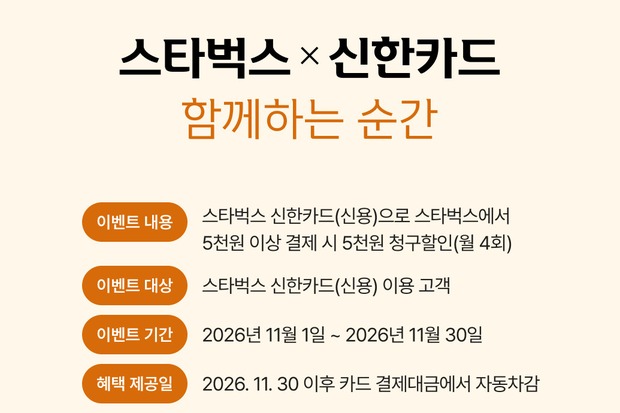 스타벅스 × 신한카드
함께하는 순간
이벤트 내용
스타벅스 신한카드(신용)으로 스타벅스에서
5천원 이상 결제 시 5천원 청구할인(월 4회)
이벤트 대상
스타벅스 신한카드(신용) 이용 고객
이벤트 기간
2026년 11월 1일 ~ 2026년 11월 30일
혜택 제공일
2026. 11. 30 이후 카드 결제대금에서 자동차감